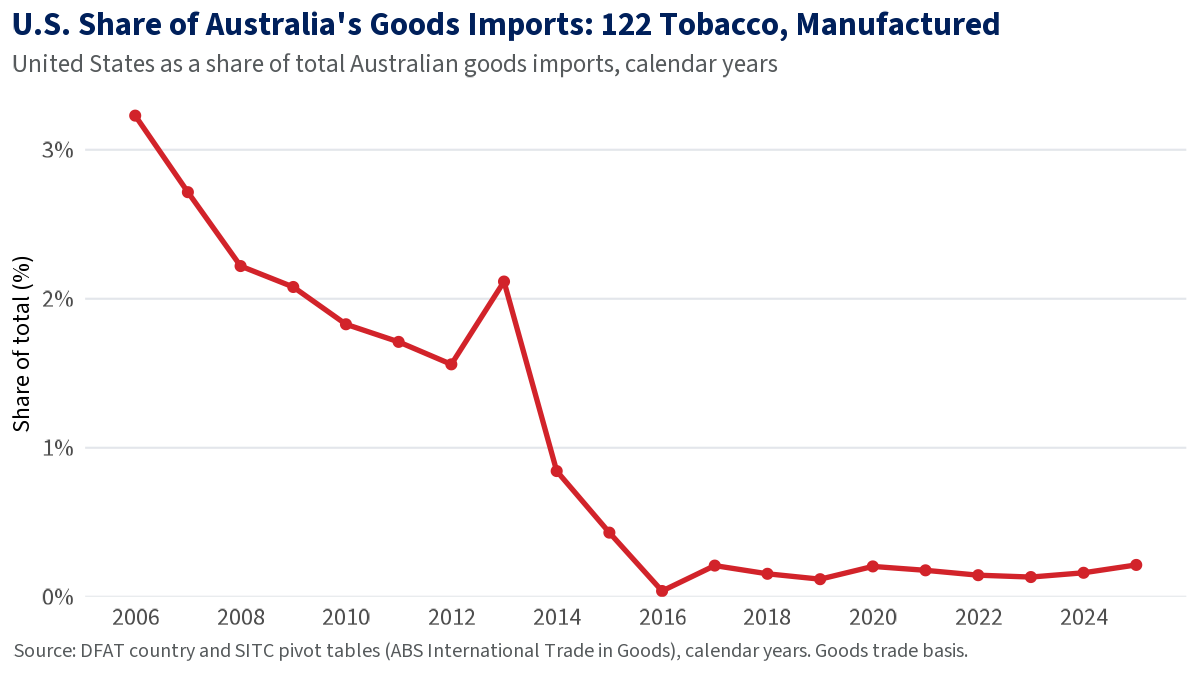 U.S. Share of Australia's Goods Imports: 122 Tobacco, Manufactured
United States as a share of total Australian goods imports, calendar years
Share of total (%)
3%
2%
1%
0%
2006 2008 2010 2012 2014 2016 2018 2020 2022 2024
Source: DFAT country and SITC pivot tables (ABS International Trade in Goods), calendar years. Goods trade basis.